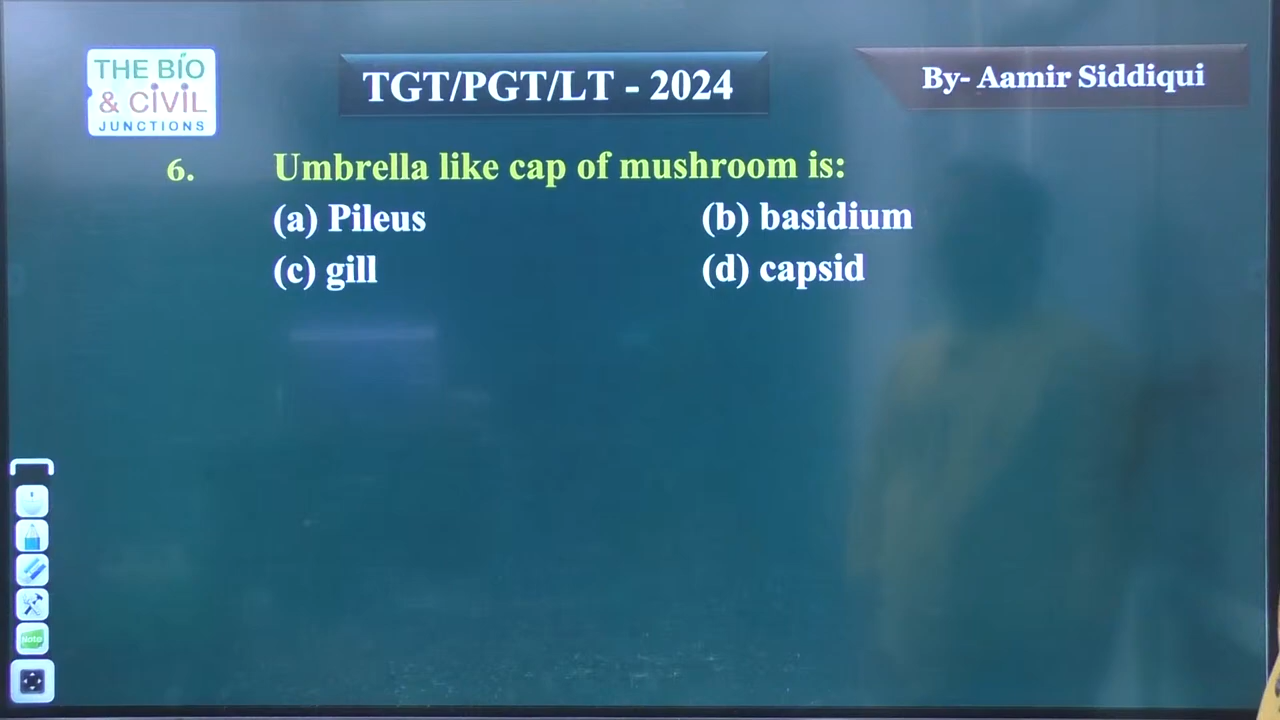 THE BIO
& CIVIL
JUNCTIONS
TGT/PGT/LT - 2024
By- Aamir Siddiqui
6. Umbrella like cap of mushroom is:
(a) Pileus (b) basidium
(c) gill (d) capsid
Note